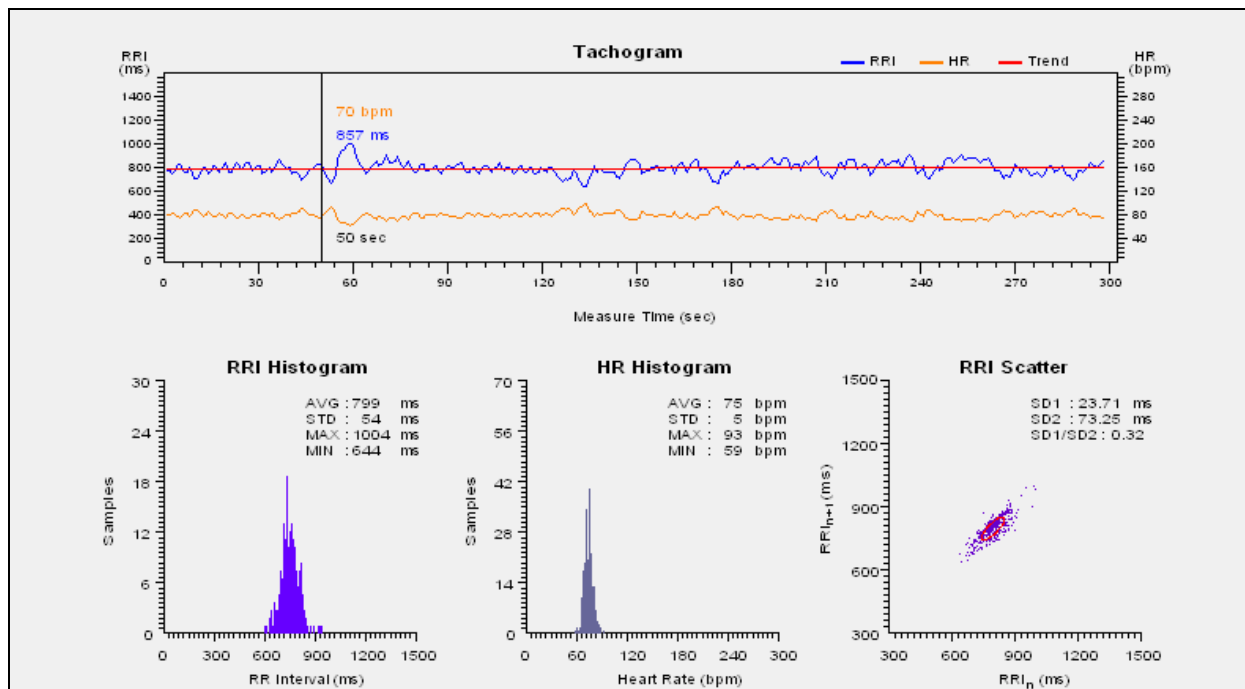 Tachogram
RRI
(ms)
HR
(bpm)
RRI HR Trend
1400
1200
1000
800
600
400
200
0
280
240
200
160
120
80
40
70 bpm
857 ms
50 sec
0 30 60 90 120 150 180 210 240 270 300
Measure Time (sec)
RRI Histogram
AVG : 799 ms
STD : 54 ms
MAX : 1004 ms
MIN : 644 ms
Samples
30
24
18
12
6
0
0 300 600 900 1200 1500
RR Interval (ms)
HR Histogram
AVG : 75 bpm
STD : 5 bpm
MAX : 93 bpm
MIN : 59 bpm
Samples
70
56
42
28
14
0
0 60 120 180 240 300
Heart Rate (bpm)
RRI Scatter
SD1 : 23.71 ms
SD2 : 73.25 ms
SD1/SD2 : 0.32
RRIn+1 (ms)
1500
1200
900
600
300
300 600 900 1200 1500
RRIn (ms)